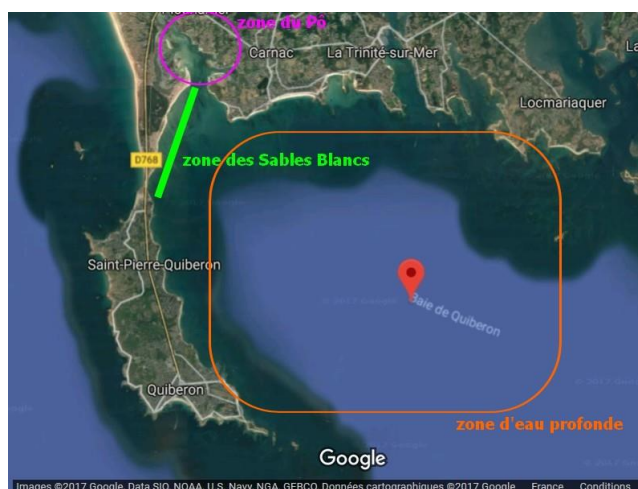 zone du Pô
Carnac
La Trinité-sur-Mer
Locmariaquer
D768
zone des Sables Blancs
Saint-Pierre-Quiberon
Baie de Quiberon
Quiberon
zone d'eau profonde
Google
Images ©2017 Google, Data SIO, NOAA, U.S. Navy, NGA, GEBCO, Données cartographiques ©2017 Google France Conditions